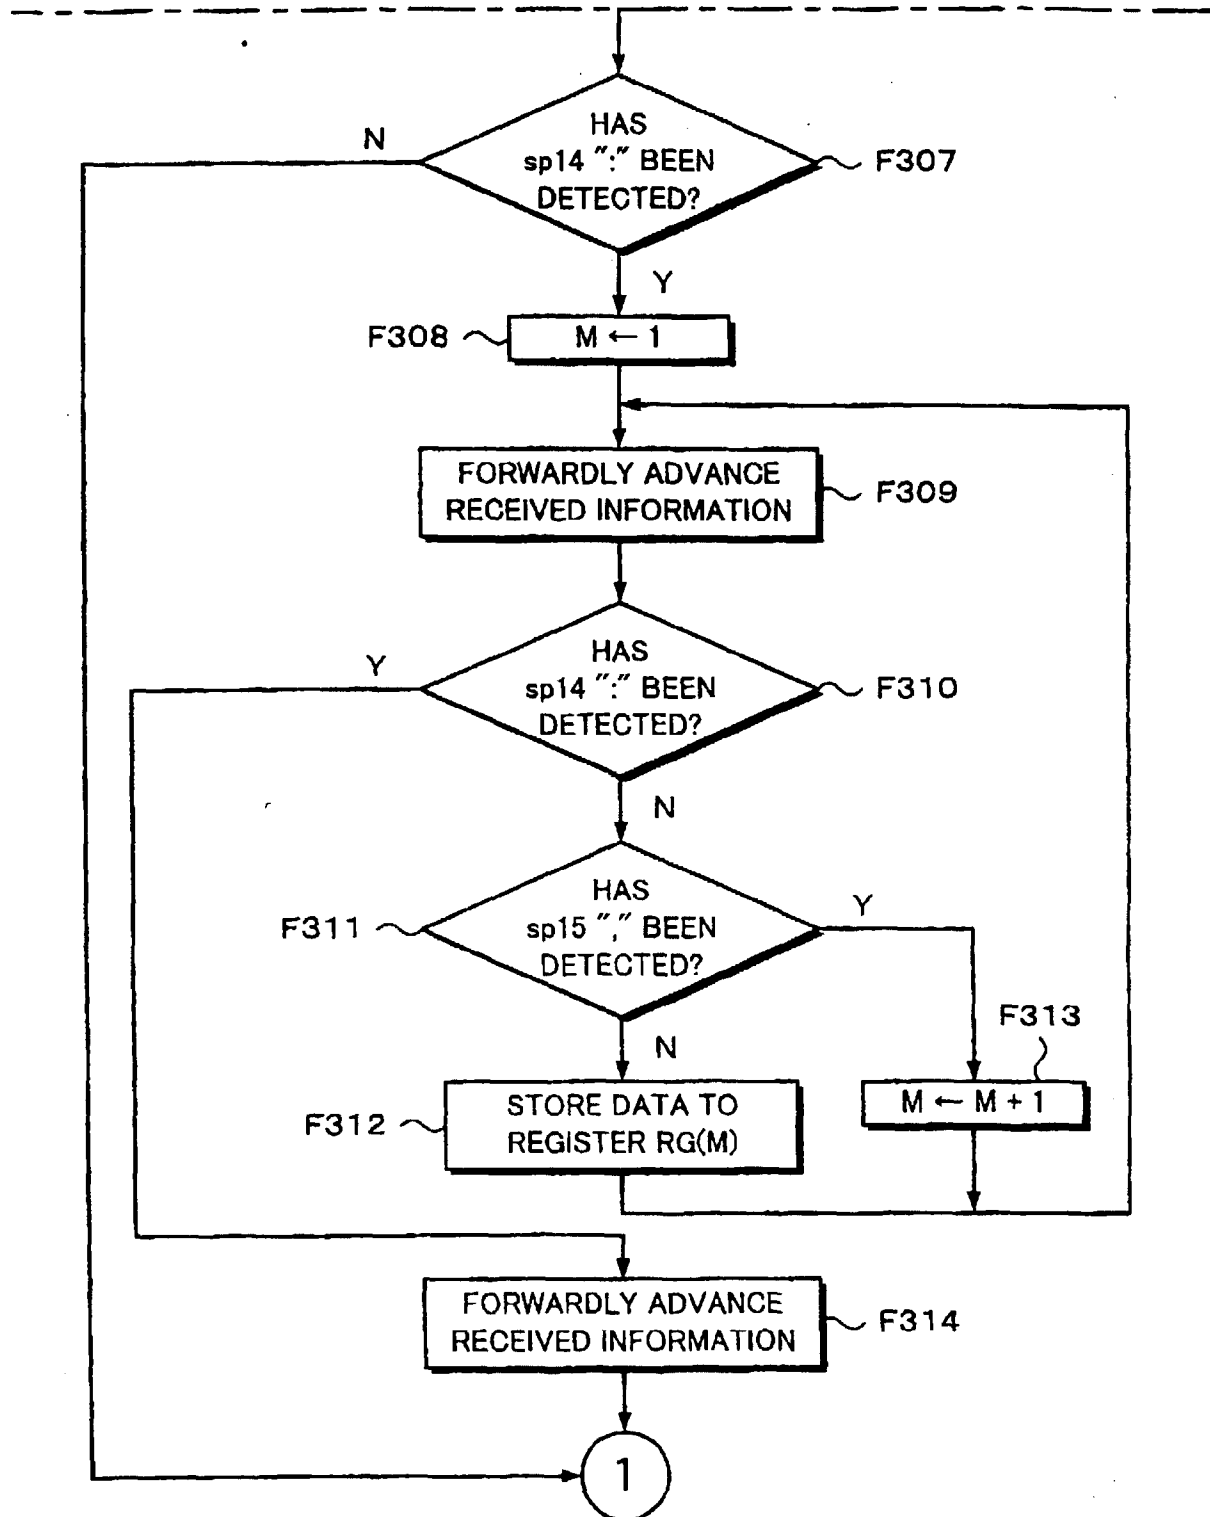 HAS
sp14 ":" BEEN
DETECTED?
N
F307
Y
F308
M ← 1
FORWARDLY ADVANCE
RECEIVED INFORMATION
F309
HAS
sp14 ":" BEEN
DETECTED?
Y
F310
N
HAS
sp15 "," BEEN
DETECTED?
F311
Y
N
F313
M ← M + 1
STORE DATA TO
REGISTER RG(M)
F312
FORWARDLY ADVANCE
RECEIVED INFORMATION
F314
1